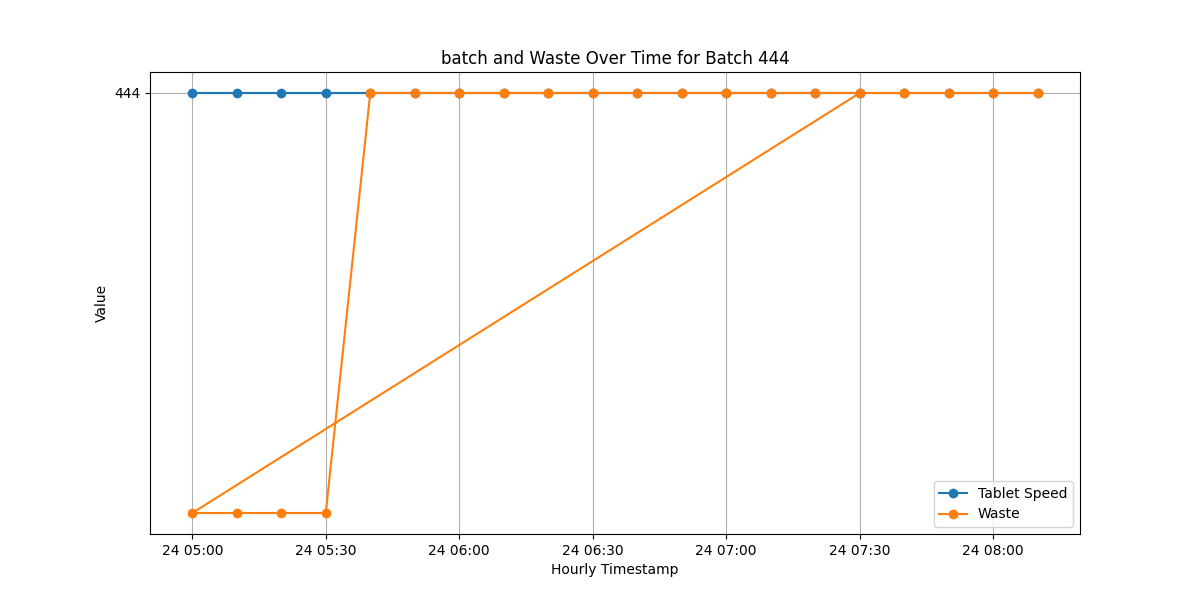 batch and Waste Over Time for Batch 444
444
Value
Tablet Speed
Waste
24 05:00 24 05:30 24 06:00 24 06:30 24 07:00 24 07:30 24 08:00
Hourly Timestamp